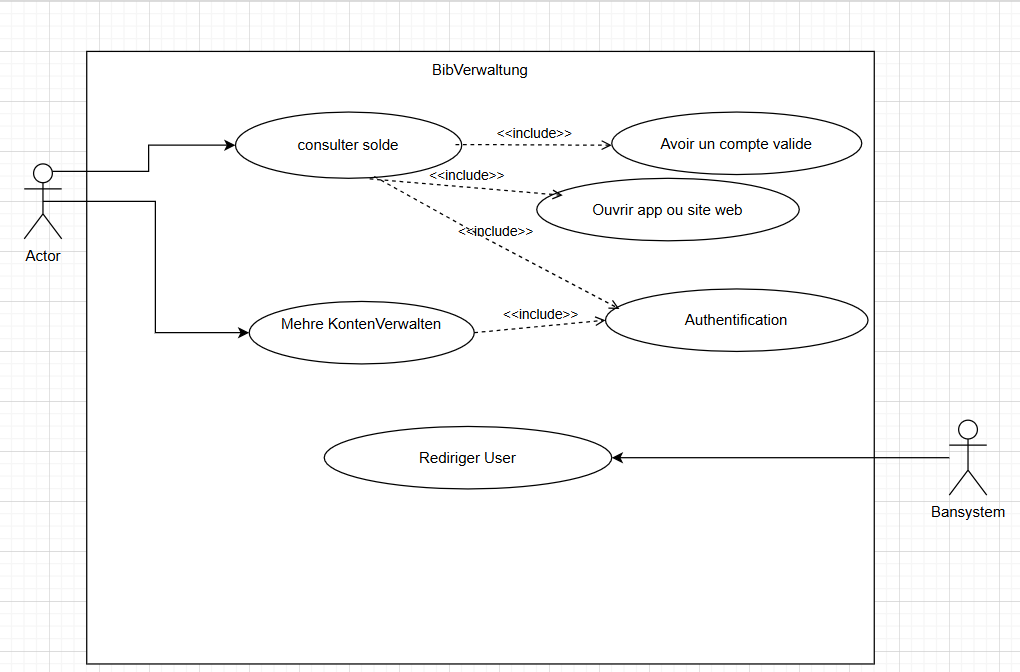 BibVerwaltung
consulter solde
<<include>>
Avoir un compte valide
<<include>>
Ouvrir app ou site web
<<include>>
Actor
Mehre KontenVerwalten
<<include>>
Authentification
Rediriger User
Bansystem